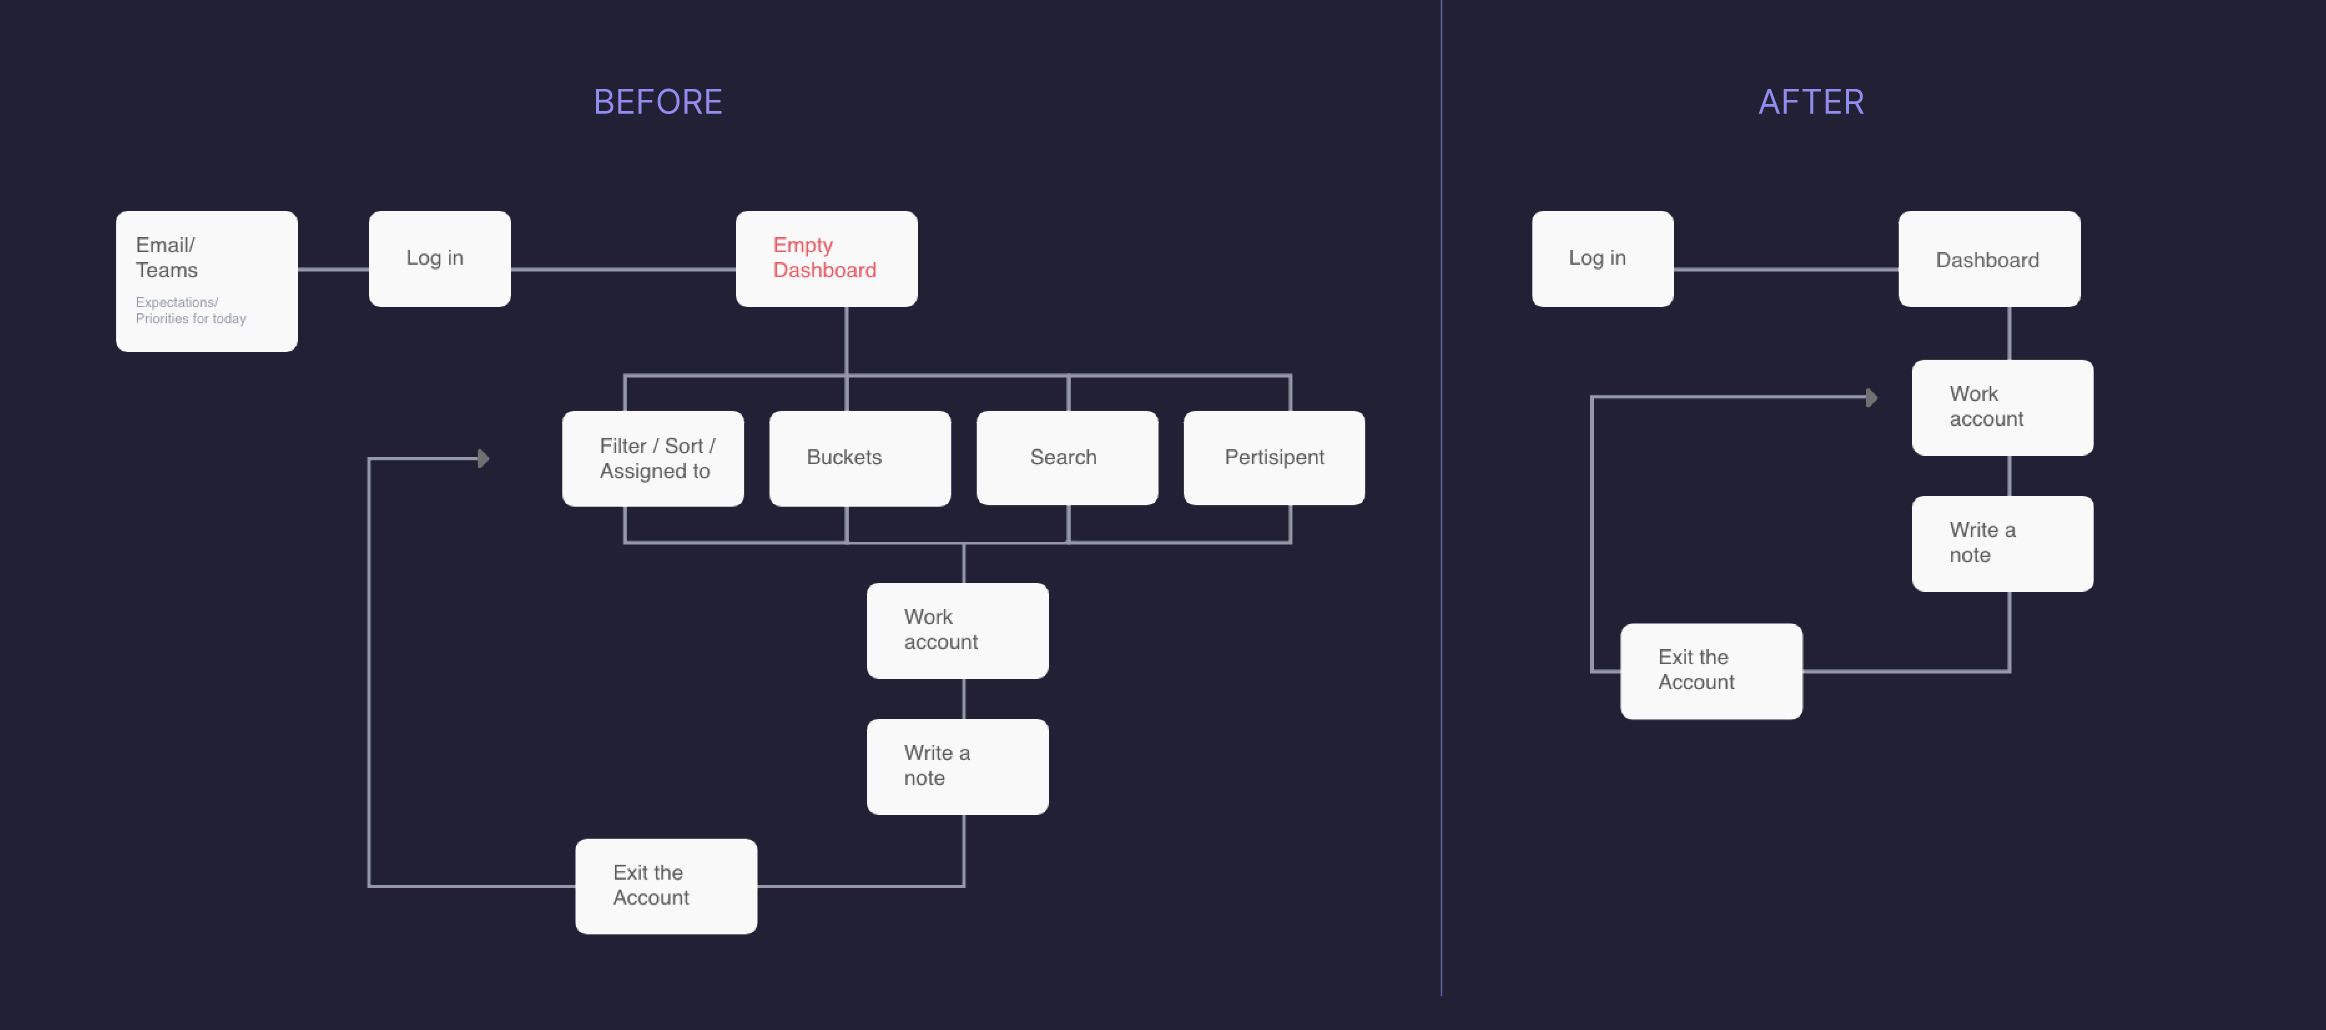 BEFORE
Email/
Teams
Expectations/
Priorities for today
Log in
Empty
Dashboard
Filter / Sort /
Assigned to
Buckets
Search
Pertisipent
Work
account
Write a
note
Exit the
Account
AFTER
Log in
Dashboard
Work
account
Write a
note
Exit the
Account